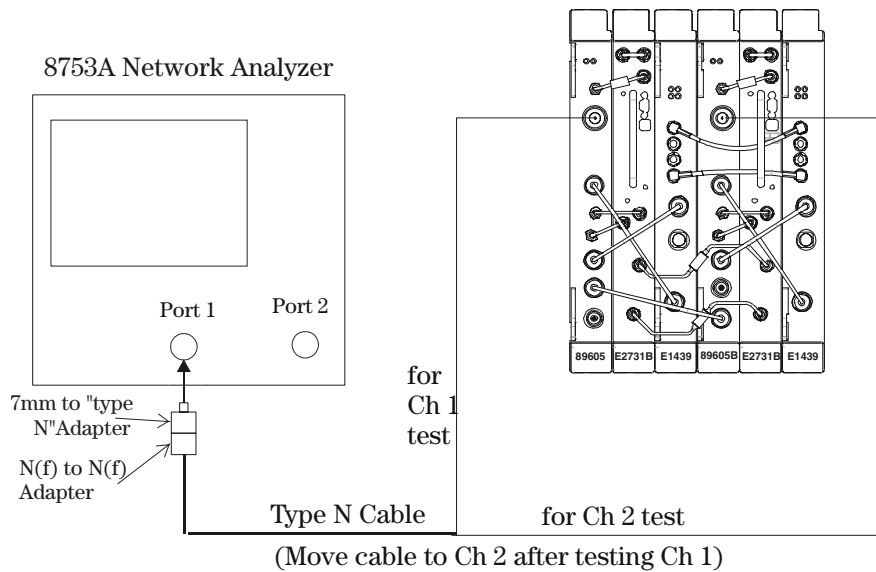 8753A Network Analyzer
Port 1
Port 2
7mm to "type
N"Adapter
N(f) to N(f)
Adapter
for
Ch 1
test
Type N Cable
for Ch 2 test
(Move cable to Ch 2 after testing Ch 1)
89605 E2731B E1439 89605B E2731B E1439